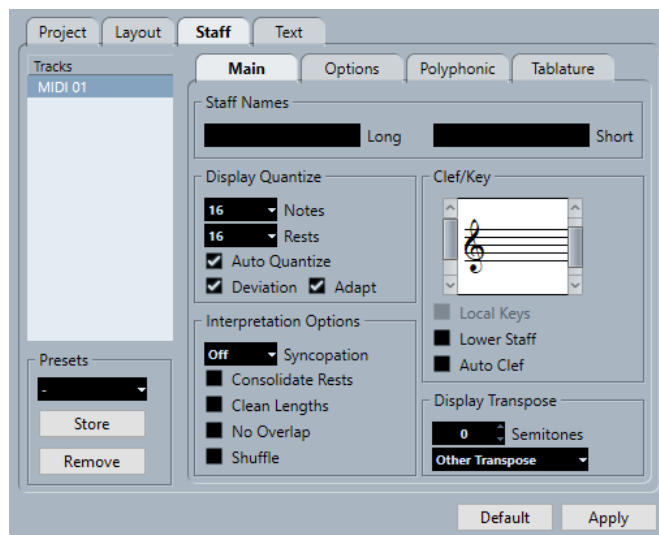 Project Layout Staff Text
Tracks
MIDI 01
Presets
-
Store
Remove
Main Options Polyphonic Tablature
Staff Names
Long Short
Display Quantize
16 Notes
16 Rests
Auto Quantize
Deviation Adapt
Interpretation Options
Off Syncopation
Consolidate Rests
Clean Lengths
No Overlap
Shuffle
Clef/Key
Local Keys
Lower Staff
Auto Clef
Display Transpose
0 Semitones
Other Transpose
Default Apply